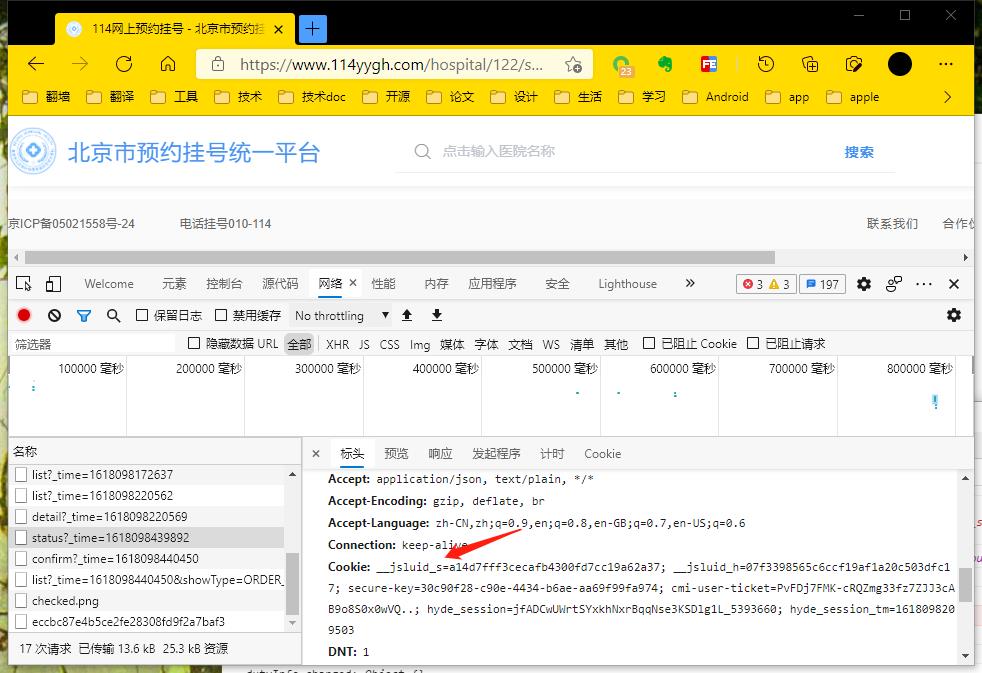 114网上预约挂号 - 北京市预约挂
https://www.114yygh.com/hospital/122/s...
23
翻墙 翻译 工具 技术 技术doc 开源 论文 设计 生活 学习 Android app apple
北京市预约挂号统一平台 点击输入医院名称 搜索
京ICP备05021558号-24 电话挂号010-114 联系我们 合作伙
Welcome 元素 控制台 源代码 网络 性能 内存 应用程序 安全 Lighthouse 3 3 197
保留日志 禁用缓存 No throttling
筛选器 隐藏数据 URL 全部 XHR JS CSS Img 媒体 字体 文档 WS 清单 其他 已阻止 Cookie 已阻止请求
100000 毫秒 200000 毫秒 300000 毫秒 400000 毫秒 500000 毫秒 600000 毫秒 700000 毫秒 800000 毫秒
名称
list?_time=1618098172637
list?_time=1618098220562
detail?_time=1618098220569
status?_time=1618098439892
confirm?_time=1618098440450
list?_time=1618098440450&showType=ORDER_
checked.png
eccbc87e4b5ce2fe28308fd9f2a7baf3
17 次请求 已传输 13.6 kB 25.3 kB 资源
标头 预览 响应 发起程序 计时 Cookie
Accept: application/json, text/plain, */*
Accept-Encoding: gzip, deflate, br
Accept-Language: zh-CN,zh;q=0.9,en;q=0.8,en-GB;q=0.7,en-US;q=0.6
Connection: keep-alive
Cookie: __jsluid_s=a14d7fff3cecafb4300fd7cc19a62a37; __jsluid_h=07f3398565c6ccf19af1a20c503dfc1
7; secure-key=30c90f28-c90e-4434-b6ae-aa69f99fa974; cmi-user-ticket=PvFDj7FMK-cRQZmg33fz7ZJJ3cA
B9o8S0x0wVQ..; hyde_session=jfADCwUWrtSYxkhNxrBqqNse3KSDlg1L_5393660; hyde_session_tm=161809820
9503
DNT: 1